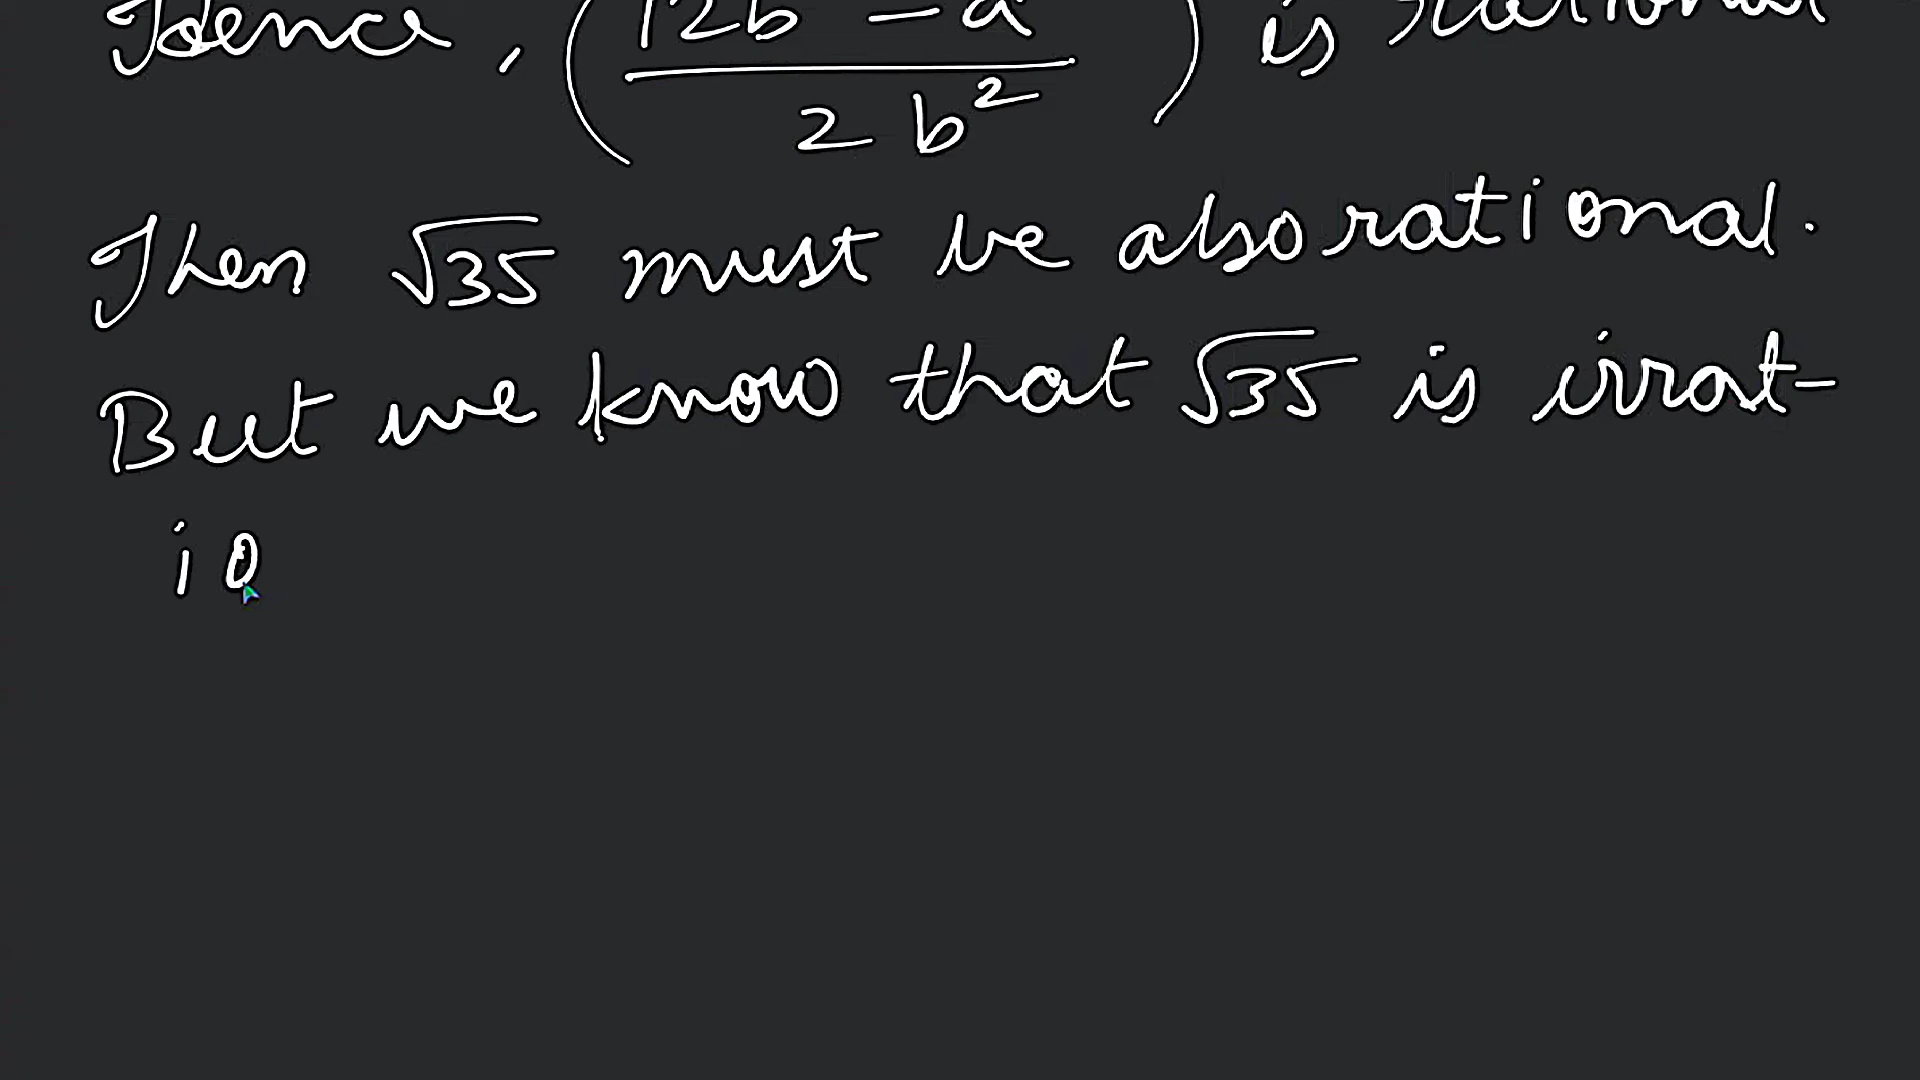 Hence, (12b - a / 2b²) is rational
Then √35 must be also rational.
But we know that √35 is irrat-
io